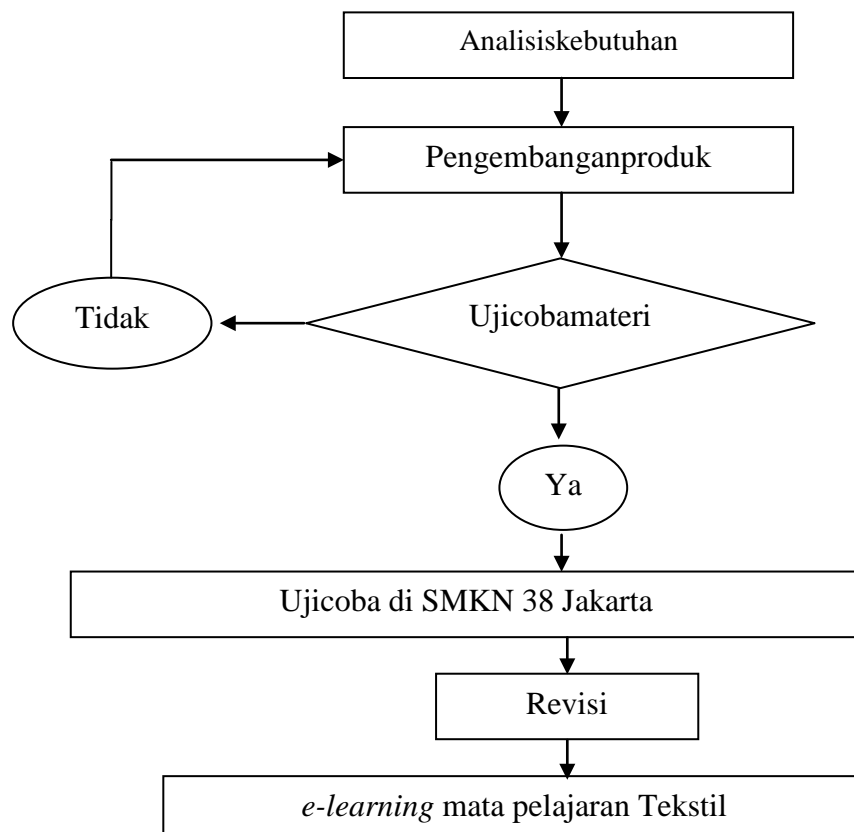 Analisiskebutuhan
Pengembanganproduk
Tidak
Ujicobamateri
Ya
Ujicoba di SMKN 38 Jakarta
Revisi
e-learning mata pelajaran Tekstil